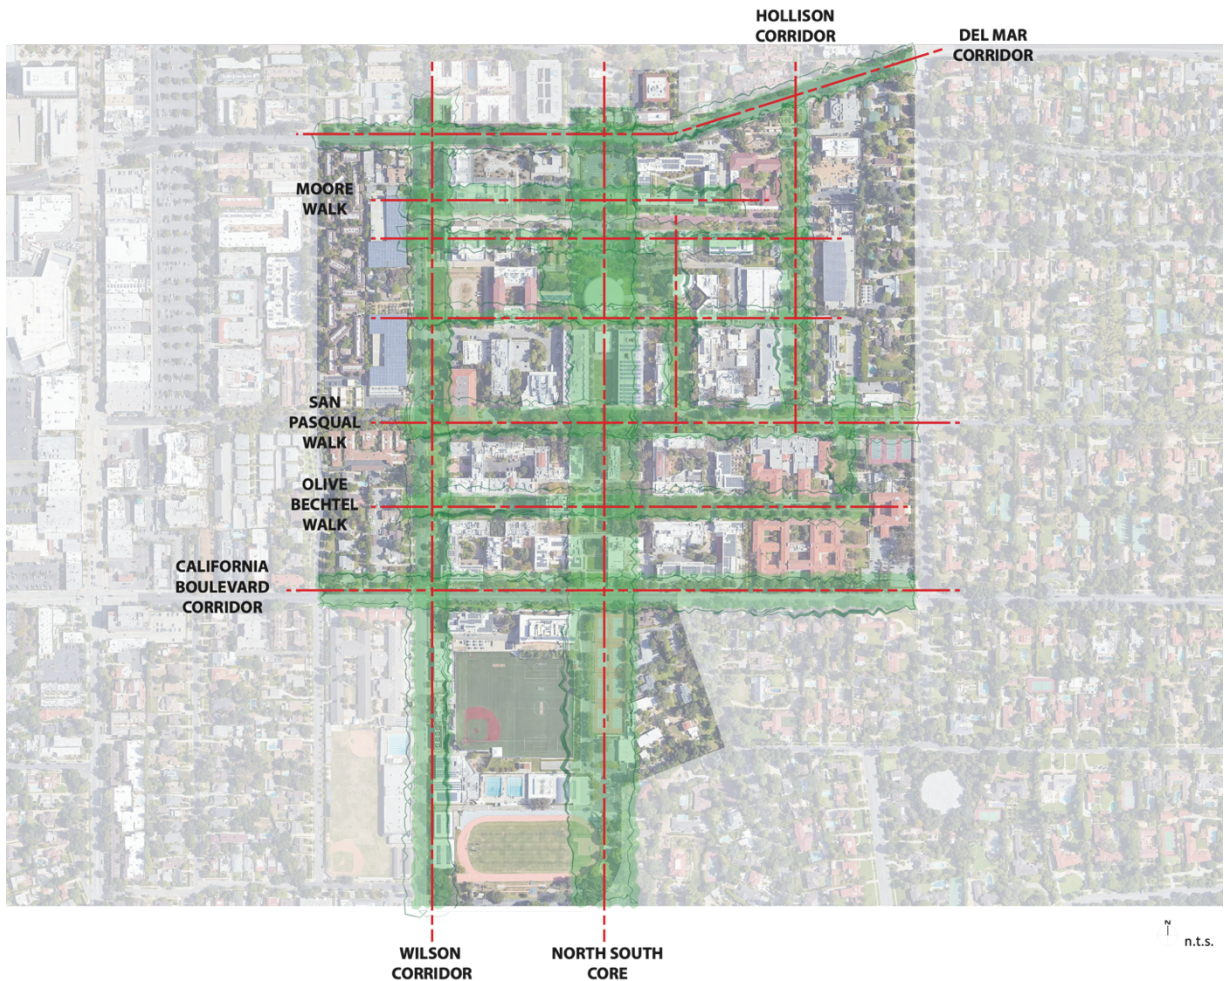 HOLLISON
CORRIDOR
DEL MAR
CORRIDOR
MOORE
WALK
SAN
PASQUAL
WALK
OLIVE
BECHTEL
WALK
CALIFORNIA
BOULEVARD
CORRIDOR
WILSON
CORRIDOR
NORTH SOUTH
CORE
N
n.t.s.